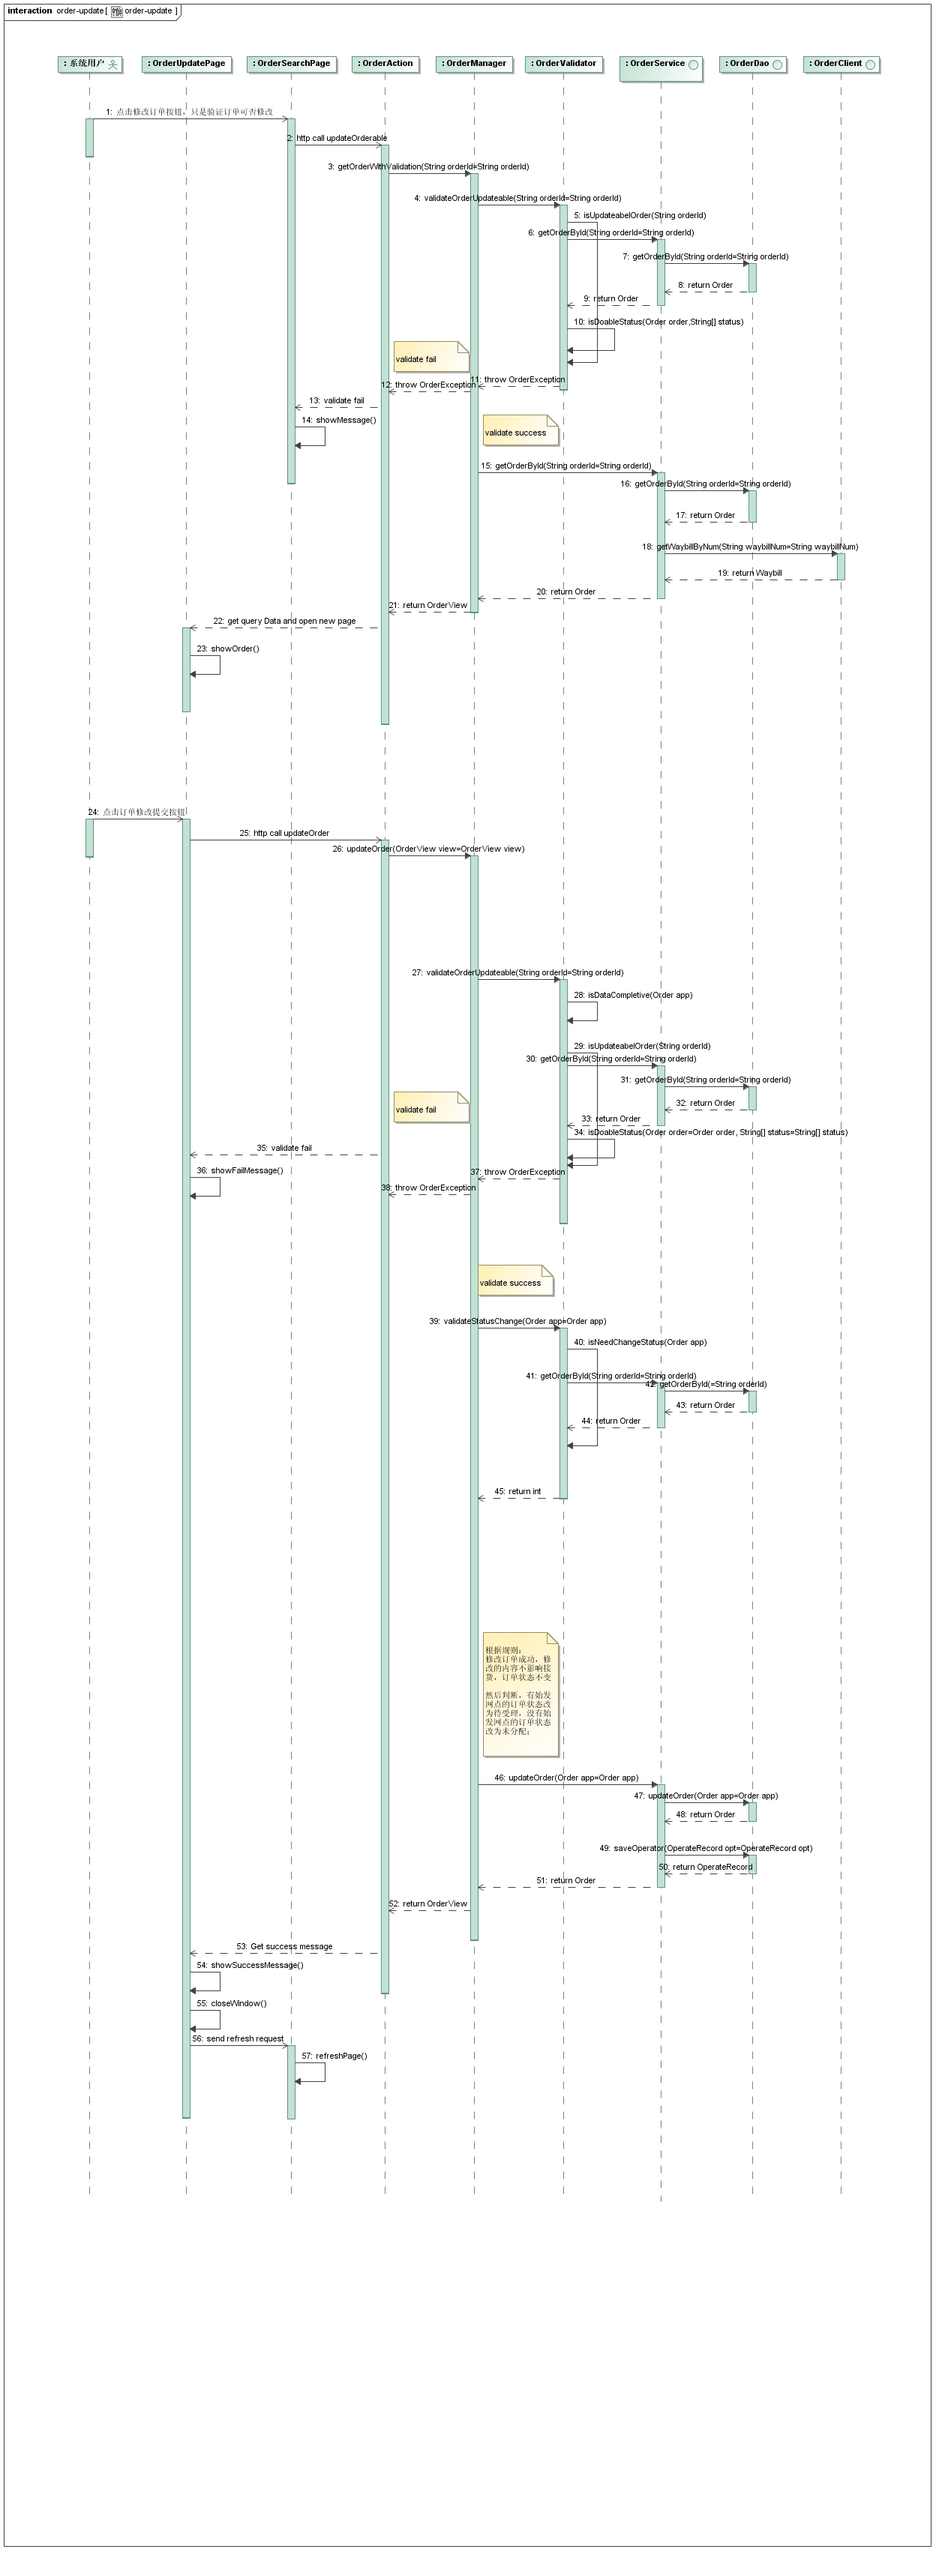 interaction order-update [ order-update ]
: 系统用户
: OrderUpdatePage
: OrderSearchPage
: OrderAction
: OrderManager
: OrderValidator
: OrderService
: OrderDao
: OrderClient
1: 点击修改订单按钮，只是验证订单可否修改
2: http call updateOrderable
3: getOrderWithValidation(String orderId=String orderId)
4: validateOrderUpdateable(String orderId=String orderId)
5: isUpdateabelOrder(String orderId)
6: getOrderById(String orderId=String orderId)
7: getOrderById(String orderId=String orderId)
8: return Order
9: return Order
10: isDoableStatus(Order order,String[] status)
validate fail
11: throw OrderException
12: throw OrderException
13: validate fail
14: showMessage()
validate success
15: getOrderById(String orderId=String orderId)
16: getOrderById(String orderId=String orderId)
17: return Order
18: getWaybillByNum(String waybillNum=String waybillNum)
19: return Waybill
20: return Order
21: return OrderView
22: get query Data and open new page
23: showOrder()
24: 点击订单修改提交按钮
25: http call updateOrder
26: updateOrder(OrderView view=OrderView view)
27: validateOrderUpdateable(String orderId=String orderId)
28: isDataCompletive(Order app)
29: isUpdateabelOrder(String orderId)
30: getOrderById(String orderId=String orderId)
31: getOrderById(String orderId=String orderId)
32: return Order
validate fail
33: return Order
34: isDoableStatus(Order order=Order order, String[] status=String[] status)
35: validate fail
36: showFailMessage()
37: throw OrderException
38: throw OrderException
validate success
39: validateStatusChange(Order app=Order app)
40: isNeedChangeStatus(Order app)
41: getOrderById(String orderId=String orderId)
42: getOrderById(=String orderId)
43: return Order
44: return Order
45: return int
根据规则：
修改订单成功，修
改的内容不影响接
货，订单状态不变
然后判断，有始发
网点的订单状态改
为待受理，没有始
发网点的订单状态
改为未分配；
46: updateOrder(Order app=Order app)
47: updateOrder(Order app=Order app)
48: return Order
49: saveOperator(OperateRecord opt=OperateRecord opt)
50: return OperateRecord
51: return Order
52: return OrderView
53: Get success message
54: showSuccessMessage()
55: closeWindow()
56: send refresh request
57: refreshPage()